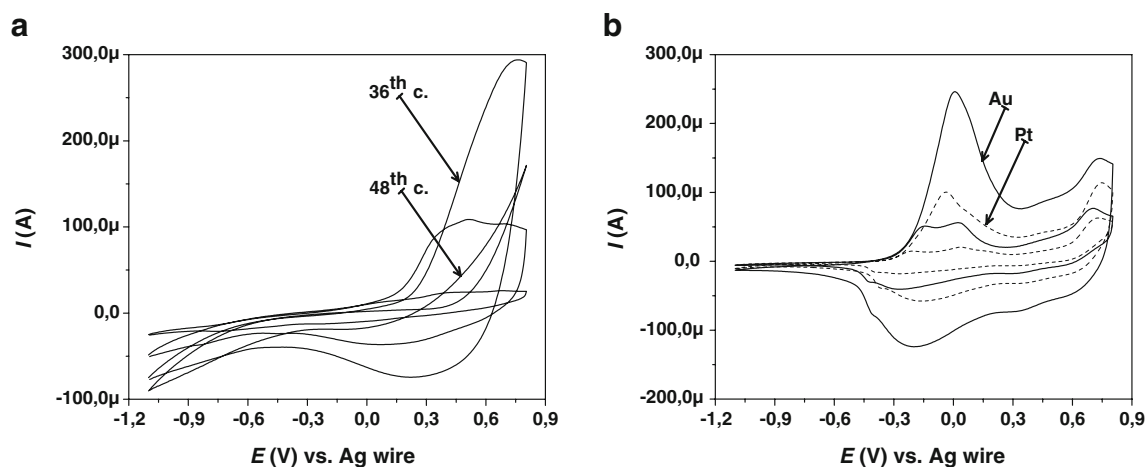 a
300,0µ
200,0µ
100,0µ
0,0
-100,0µ
I (A)
36th c.
48th c.
-1,2 -0,9 -0,6 -0,3 0,0 0,3 0,6 0,9
E (V) vs. Ag wire
b
300,0µ
200,0µ
100,0µ
0,0
-100,0µ
-200,0µ
I (A)
Au
Pt
-1,2 -0,9 -0,6 -0,3 0,0 0,3 0,6 0,9
E (V) vs. Ag wire